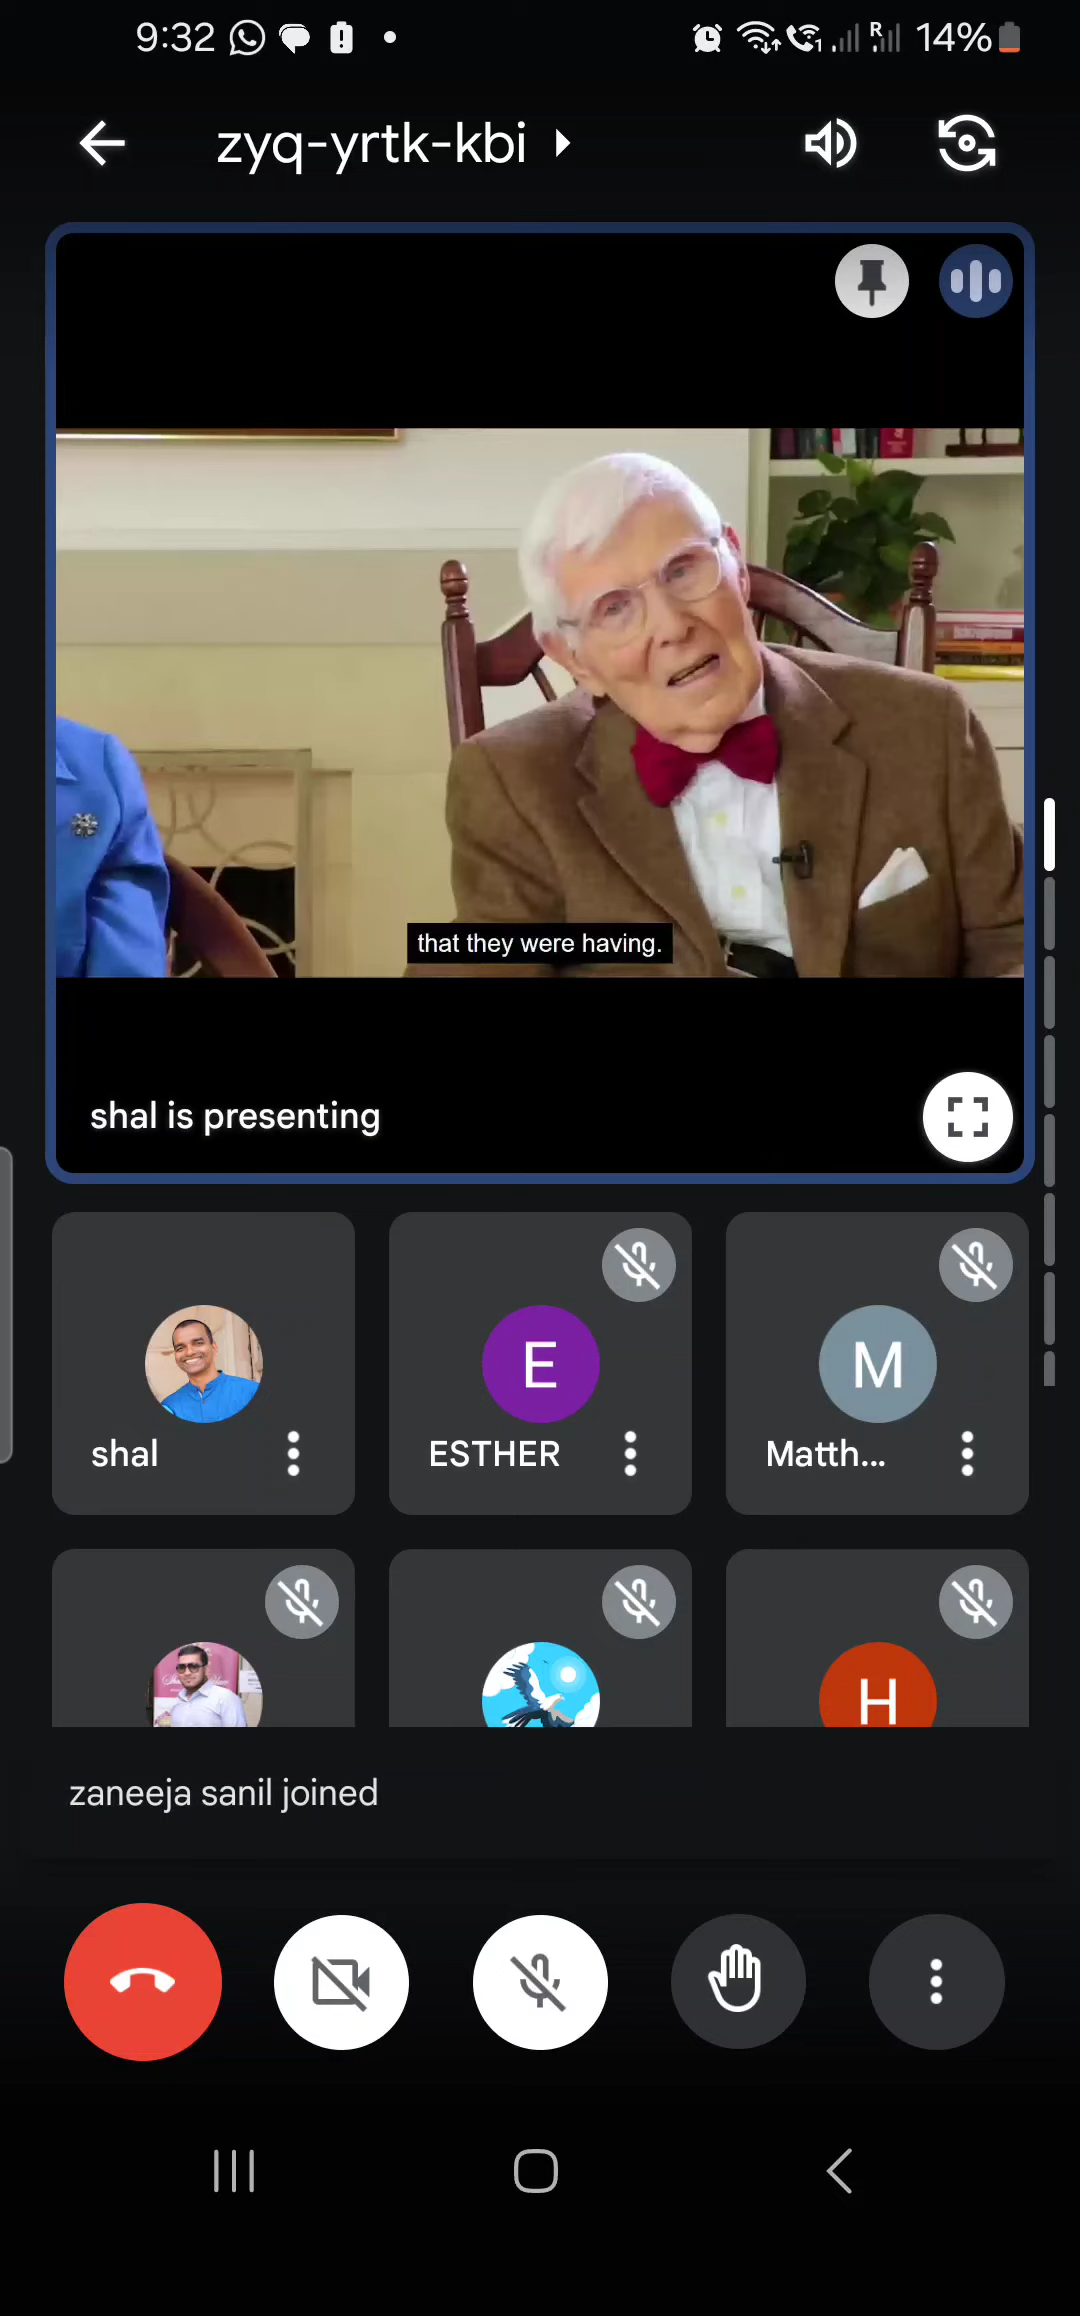 9:32
R
14%
zyq-yrtk-kbi
that they were having.
shal is presenting
E
M
shal
ESTHER
Matth...
H
zaneeja sanil joined